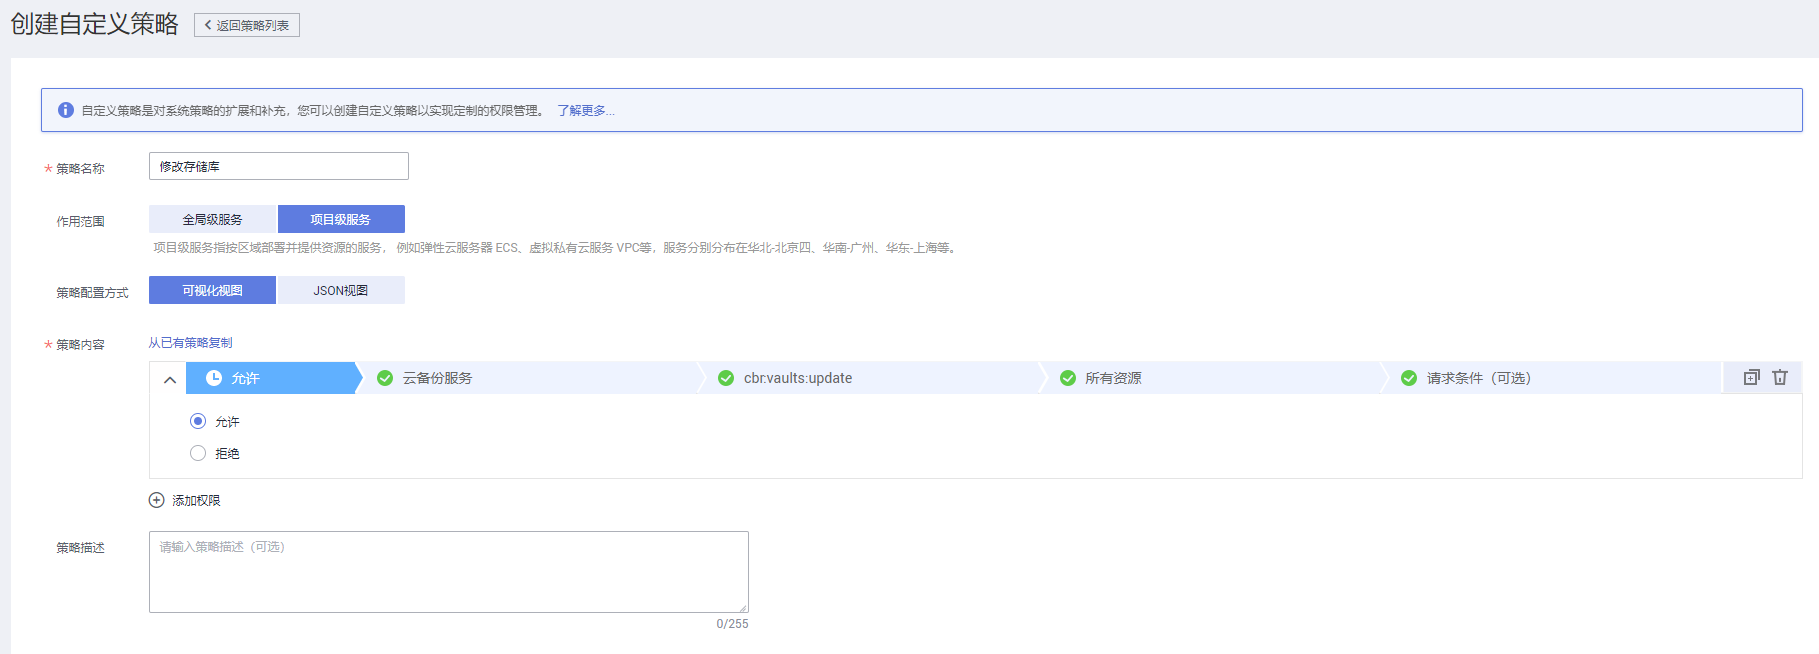 创建自定义策略 返回策略列表
自定义策略是对系统策略的扩展和补充，您可以创建自定义策略以实现定制的权限管理。 了解更多...
* 策略名称 修改存储库
作用范围 全局级服务 项目级服务
项目级服务指按区域部署并提供资源的服务， 例如弹性云服务器 ECS、虚拟私有云服务 VPC等，服务分别分布在华北-北京四、华南-广州、华东-上海等。
策略配置方式 可视化视图 JSON视图
* 策略内容 从已有策略复制
允许 云备份服务 cbr:vaults:update 所有资源 请求条件（可选）
允许
拒绝
添加权限
策略描述 请输入策略描述（可选）
0/255